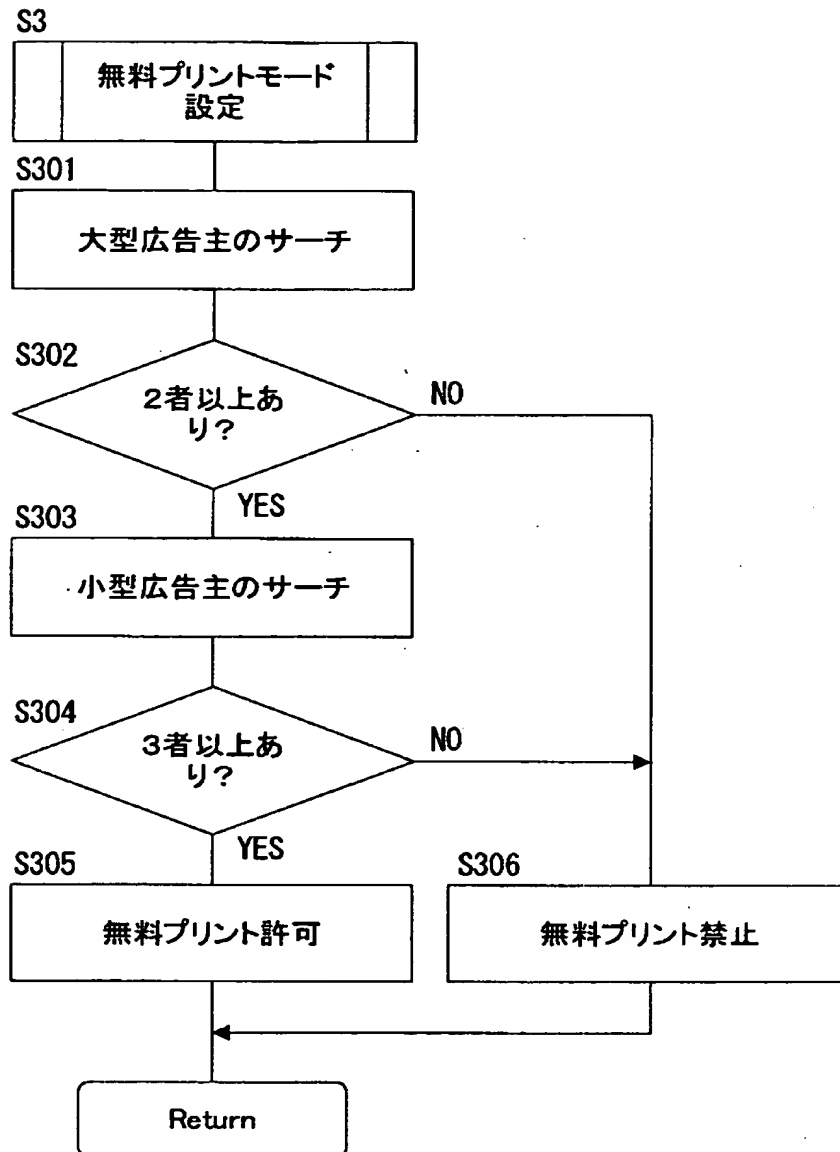 S3
無料プリントモード
設定
S301
大型広告主のサーチ
S302
2者以上あ
り?
NO
YES
S303
小型広告主のサーチ
S304
3者以上あ
り?
NO
YES
S305
無料プリント許可
S306
無料プリント禁止
Return